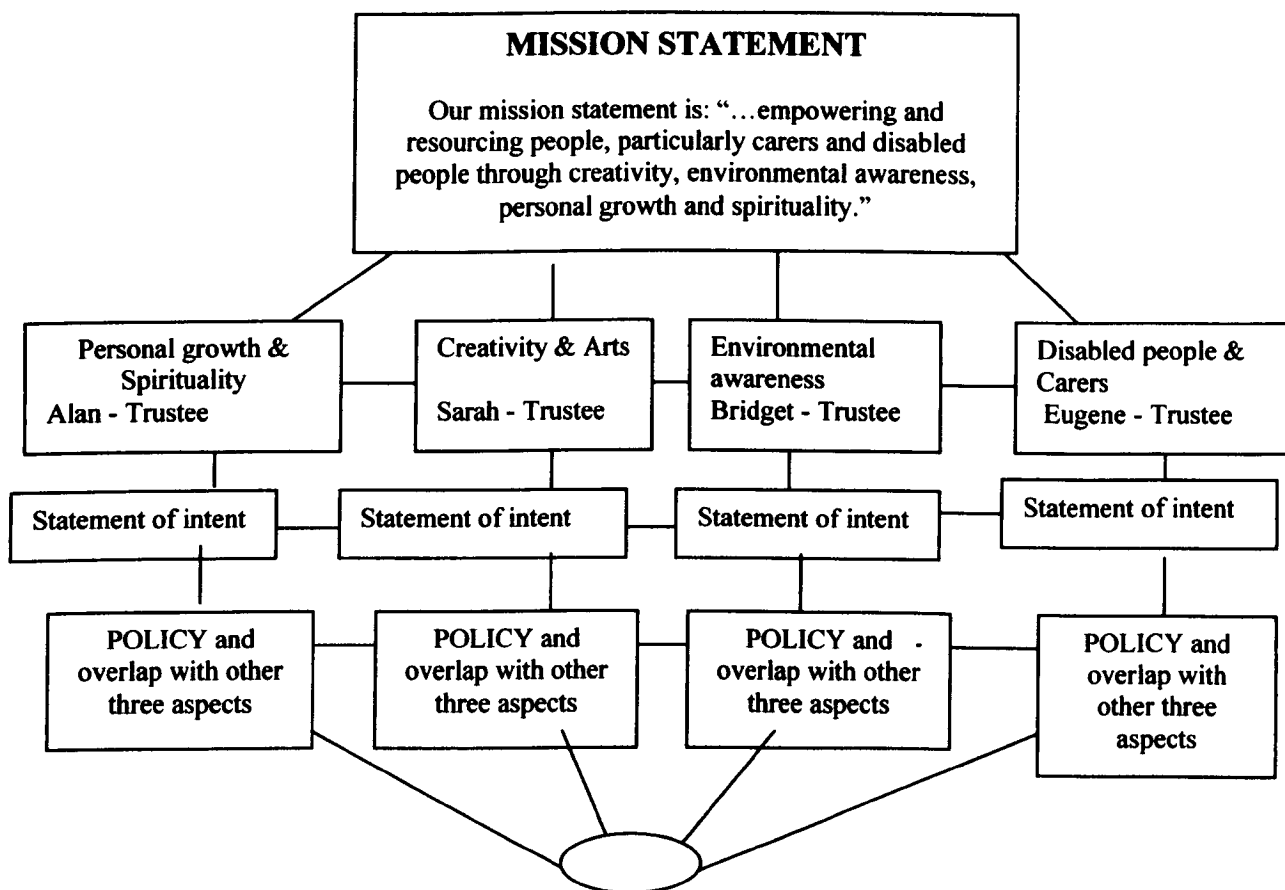 MISSION STATEMENT
Our mission statement is: “…empowering and
resourcing people, particularly carers and disabled
people through creativity, environmental awareness,
personal growth and spirituality.”
Personal growth &
Spirituality
Alan - Trustee
Creativity & Arts
Sarah - Trustee
Environmental
awareness
Bridget - Trustee
Disabled people &
Carers
Eugene - Trustee
Statement of intent
Statement of intent
Statement of intent
Statement of intent
POLICY and
overlap with other
three aspects
POLICY and
overlap with other
three aspects
POLICY and
overlap with other
three aspects
POLICY and
overlap with
other three
aspects